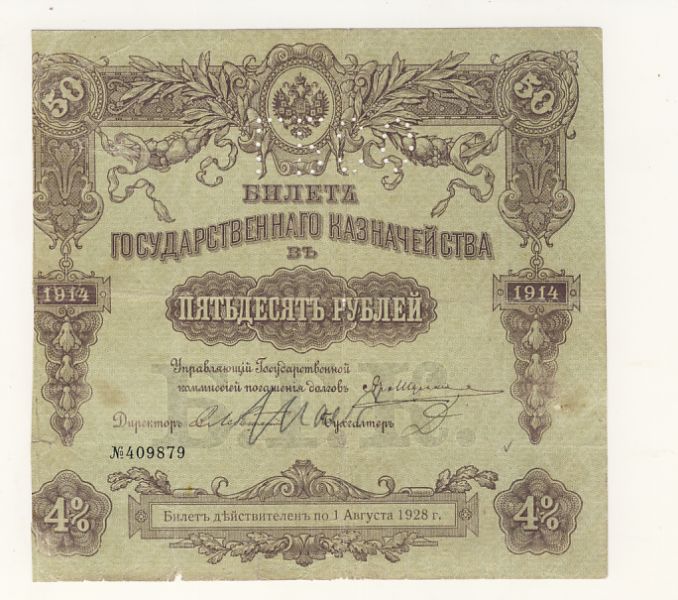 50 50
БИЛЕТЪ
ГОСУДАРСТВЕННАГО КАЗНАЧЕЙСТВА
ВЪ
1914 1914
ПЯТЬДЕСЯТЪ РУБЛЕЙ
Управляющій Государственной
коммиссіей погашенія долговъ
Директоръ Бухгалтеръ
№409879
4% 4%
Билетъ дѣйствителенъ по 1 Августа 1928 г.